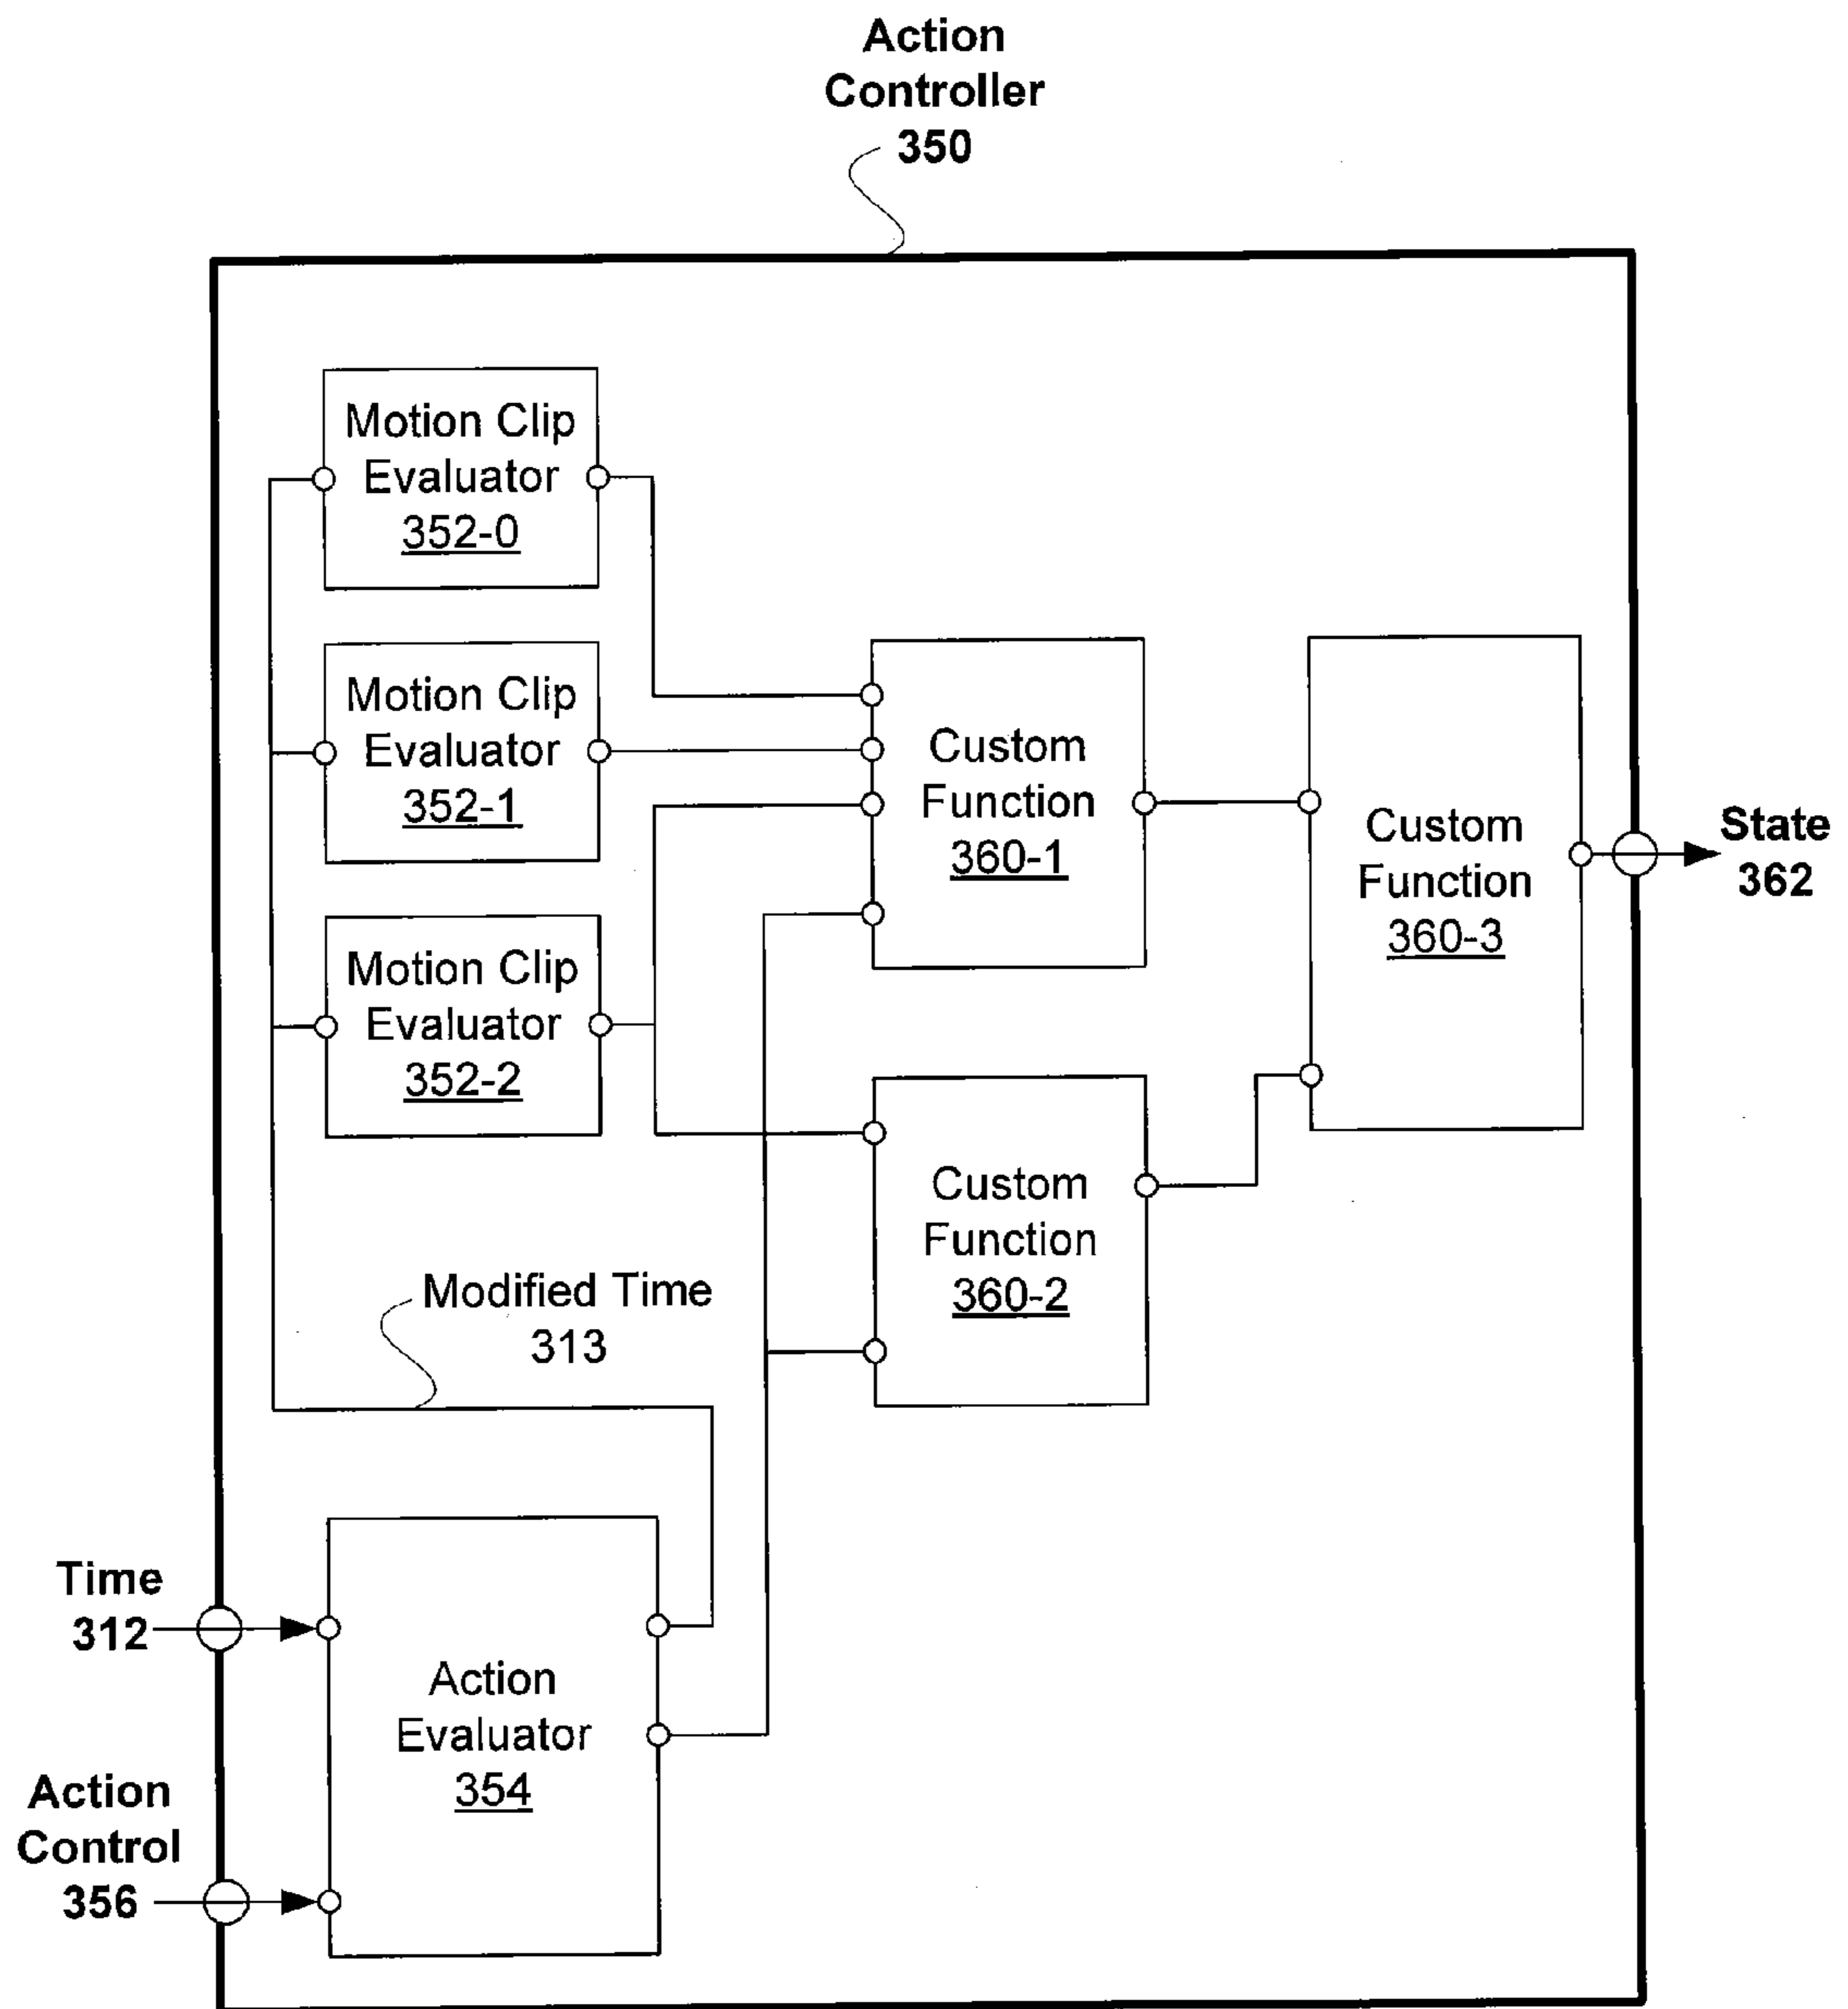 Action
Controller
350
Motion Clip
Evaluator
352-0
Motion Clip
Evaluator
352-1
Motion Clip
Evaluator
352-2
Custom
Function
360-1
Custom
Function
360-2
Custom
Function
360-3
State
362
Modified Time
313
Time
312
Action
Evaluator
354
Action
Control
356